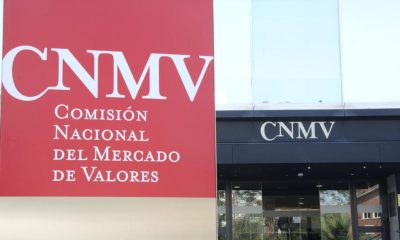 CNMV
COMISIÓN
NACIONAL
DEL MERCADO
DE VALORES
CNMV